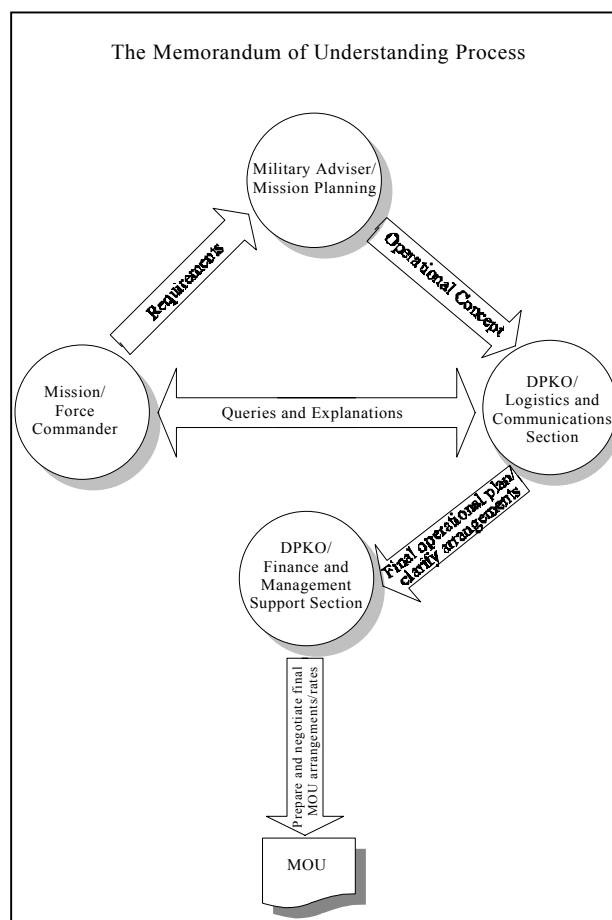 The Memorandum of Understanding Process
Military Adviser/
Mission Planning
Requirements
Operational Concept
Mission/
Force
Commander
Queries and Explanations
DPKO/
Logistics and
Communications
Section
Final operational plan/
clarify arrangements
DPKO/
Finance and
Management
Support Section
Prepare and negotiate final
MOU arrangements/rates
MOU